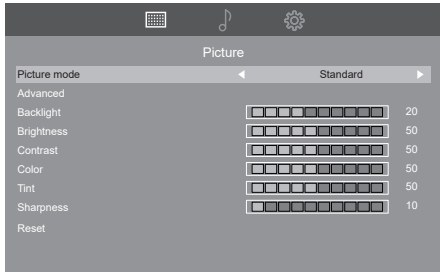 Picture
Picture mode Standard
Advanced
Backlight 20
Brightness 50
Contrast 50
Color 50
Tint 50
Sharpness 10
Reset